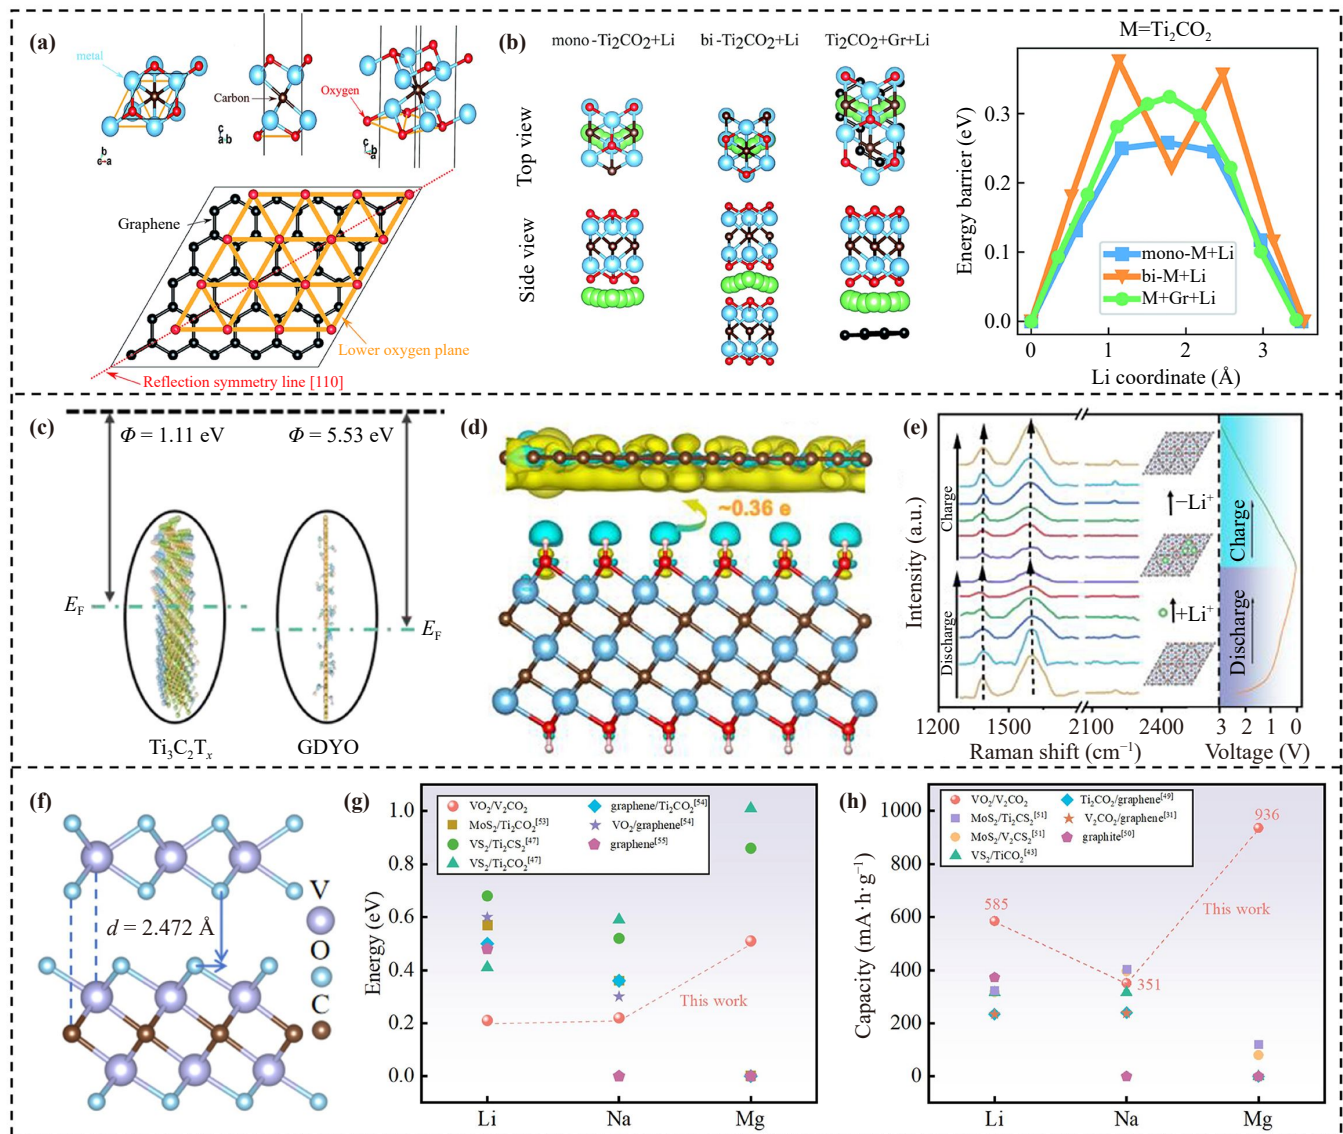 (a)
metal
Carbon
Oxygen
b
c–a
c
a b
c b
a
Graphene
Lower oxygen plane
Reflection symmetry line [110]
(b)
mono-Ti2CO2+Li
bi-Ti2CO2+Li
Ti2CO2+Gr+Li
Top view
Side view
M=Ti₂CO₂
Energy barrier (eV)
0.3
0.2
0.1
0.0
mono-M+Li
bi-M+Li
M+Gr+Li
0 1 2 3
Li coordinate (Å)
(c)
Φ = 1.11 eV
Φ = 5.53 eV
E_F
E_F
Ti₃C₂Tₓ
GDYO
(d)
~0.36 e
(e)
Intensity (a.u.)
Charge
Discharge
−Li⁺
+Li⁺
Charge
Discharge
1200 1600 2400
3 2 1 0
Raman shift (cm⁻¹)
Voltage (V)
(f)
d = 2.472 Å
V
O
C
(g)
Energy (eV)
1.0
0.8
0.6
0.4
0.2
0.0
VO₂/V₂CO₂
MoS₂/Ti₂CO₂[53]
VS₂/Ti₂CS₂[47]
VS₂/Ti₂CO₂[47]
graphene/Ti₂CO₂[54]
VO₂/graphene[54]
graphene[55]
This work
Li Na Mg
(h)
Capacity (mA·h·g⁻¹)
1000
800
600
400
200
0
VO₂/V₂CO₂
MoS₂/Ti₂CS₂[51]
MoS₂/V₂CS₂[51]
VS₂/TiCO₂[43]
Ti₂CO₂/graphene[49]
V₂CO₂/graphene[31]
graphite[50]
936
585
351
This work
Li Na Mg